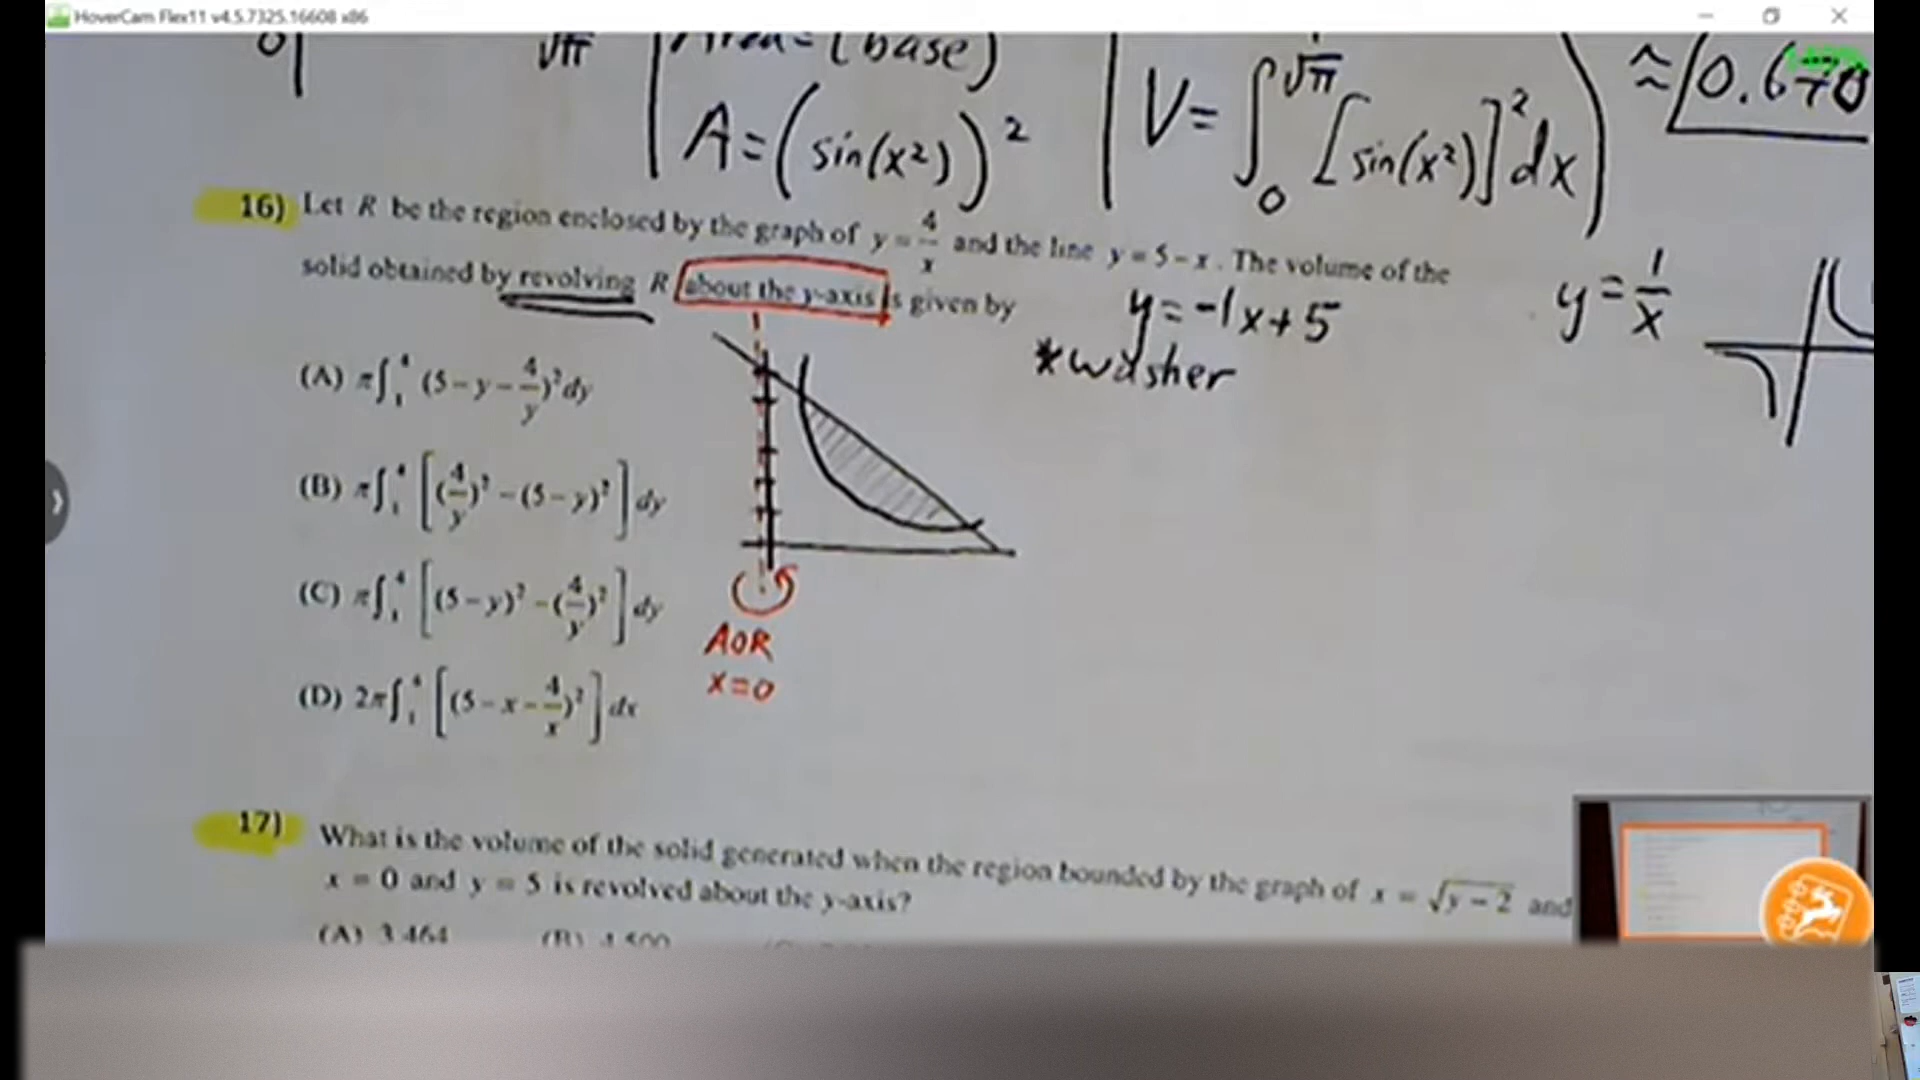 HoverCam Flex11 v4.5.7325.16608 x86
√π Area = (base)
A = (sin(x²))²
V = ∫₀^√π [sin(x²)]² dx
≈ 0.670
16) Let R be the region enclosed by the graph of y = 4/x and the line y = 5 - x. The volume of the
solid obtained by revolving R about the y-axis is given by
y = -1x + 5
y = 1/x
*washer
(A) π∫₁⁴ (5 - y - 4/y)² dy
(B) π∫₁⁴ [(4/y)² - (5 - y)²] dy
(C) π∫₁⁴ [(5 - y)² - (4/y)²] dy
(D) 2π∫₁⁴ [(5 - x - 4/x)²] dx
AOR
x = 0
17) What is the volume of the solid generated when the region bounded by the graph of x = √(y - 2) and
x = 0 and y = 5 is revolved about the y-axis?
(A) 3.464 (B) 4.500